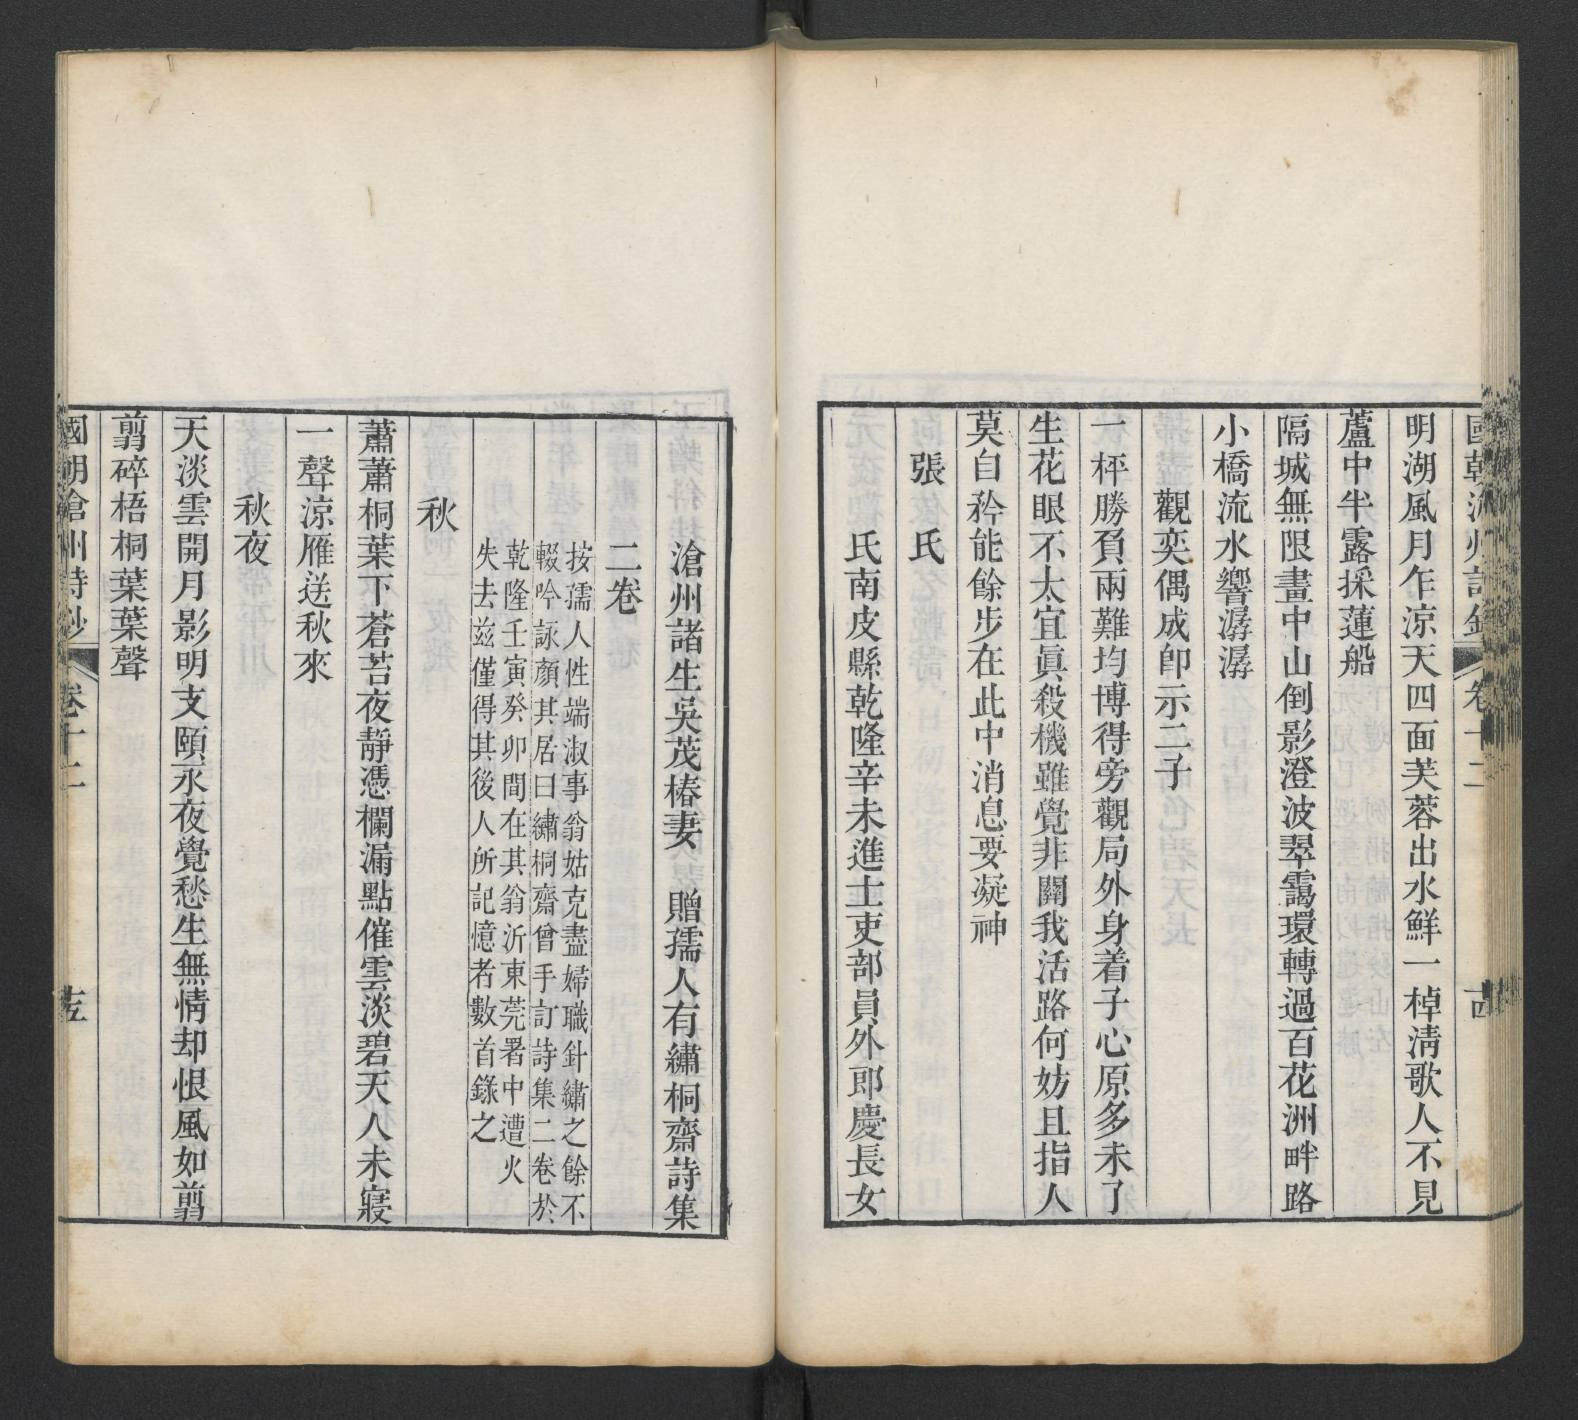 國朝滄州詩鈔 卷十二 古
明湖風月乍涼天四面芙蓉出水鮮一棹淸歌人不見
蘆中半露採蓮船
隔城無限畫中山倒影澄波翠靄環轉過百花洲畔路
小橋流水響潺潺
觀奕偶成卽示二子
一枰勝負兩難均博得旁觀局外身着子心原多未了
生花眼不太宜眞殺機雖覺非關我活路何妨且指人
莫自矜能餘步在此中消息要凝神
張氏
氏南皮縣乾隆辛未進士吏部員外郎慶長女
滄州諸生吳茂椿妻 贈孺人有繡桐齋詩集
二卷
按孺人性端淑事翁姑克盡婦職針繡之餘不
輟吟詠顏其居曰繡桐齋曾手訂詩集二卷於
乾隆壬寅癸卯間在其翁沂東莞署中遭火
失去兹僅得其後人所記憶者數首錄之
秋
蕭蕭桐葉下蒼苔夜靜憑欄漏點催雲淡碧天人未寢
一聲涼雁送秋來
秋夜
天淡雲開月影明支頤永夜覺愁生無情却恨風如翦
翦碎梧桐葉葉聲
國朝滄州詩鈔 卷十二 左